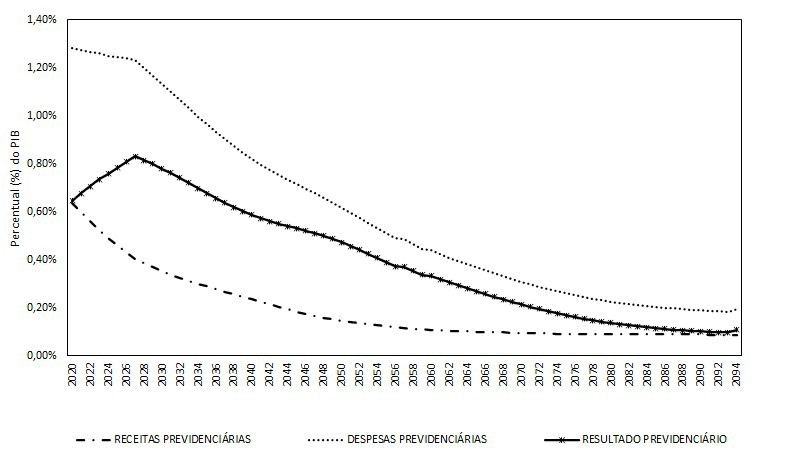 1,40%
1,20%
1,00%
0,80%
0,60%
0,40%
0,20%
0,00%
Percentual (%) do PIB
2020 2022 2024 2026 2028 2030 2032 2034 2036 2038 2040 2042 2044 2046 2048 2050 2052 2054 2056 2058 2060 2062 2064 2066 2068 2070 2072 2074 2076 2078 2080 2082 2084 2086 2088 2090 2092 2094
RECEITAS PREVIDENCIÁRIAS DESPESAS PREVIDENCIÁRIAS RESULTADO PREVIDENCIÁRIO